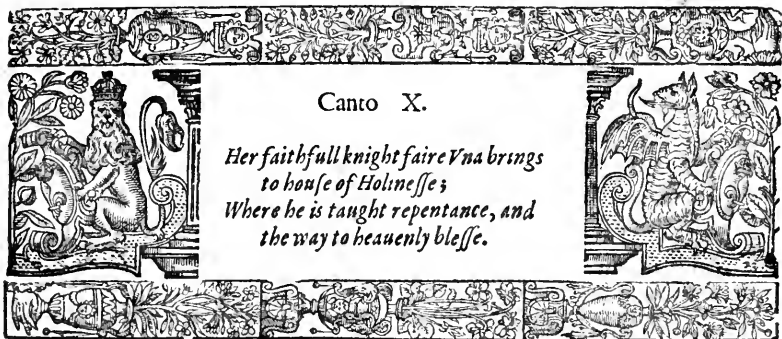 Canto X.
Her faithfull knight faire Vna brings
to houſe of Holineſſe;
Where he is taught repentance, and
the way to heauenly bleſſe.